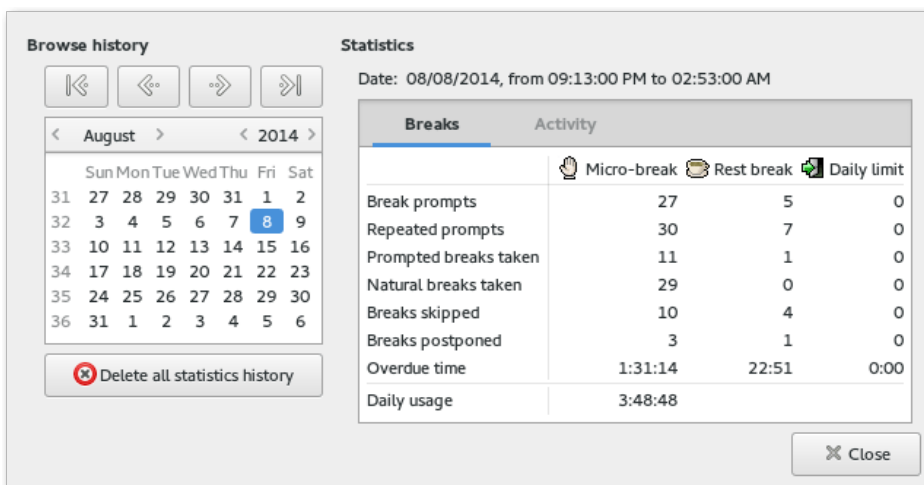 Browse history
August 2014
Sun Mon Tue Wed Thu Fri Sat
31 27 28 29 30 31 1 2
32 3 4 5 6 7 8 9
33 10 11 12 13 14 15 16
34 17 18 19 20 21 22 23
35 24 25 26 27 28 29 30
36 31 1 2 3 4 5 6
Delete all statistics history
Statistics
Date: 08/08/2014, from 09:13:00 PM to 02:53:00 AM
Breaks Activity
Micro-break Rest break Daily limit
Break prompts 27 5 0
Repeated prompts 30 7 0
Prompted breaks taken 11 1 0
Natural breaks taken 29 0 0
Breaks skipped 10 4 0
Breaks postponed 3 1 0
Overdue time 1:31:14 22:51 0:00
Daily usage 3:48:48
Close